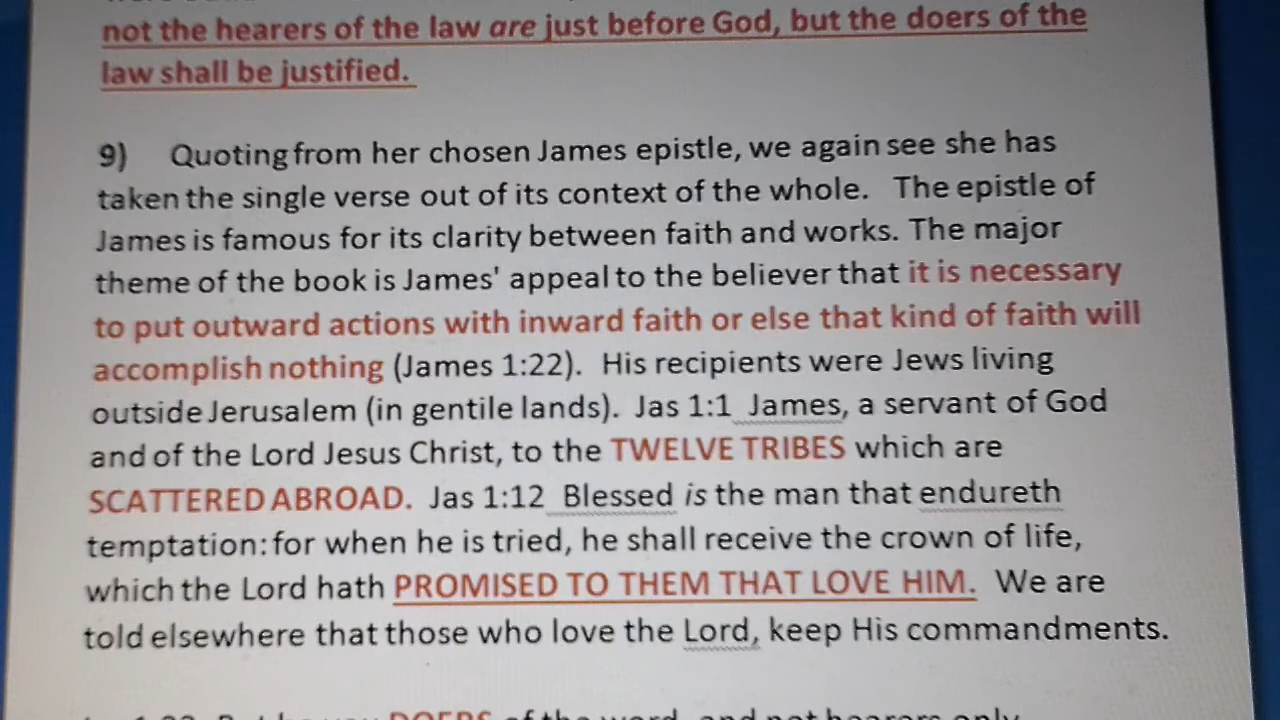 not the hearers of the law are just before God, but the doers of the
law shall be justified.
9) Quoting from her chosen James epistle, we again see she has
taken the single verse out of its context of the whole. The epistle of
James is famous for its clarity between faith and works. The major
theme of the book is James' appeal to the believer that it is necessary
to put outward actions with inward faith or else that kind of faith will
accomplish nothing (James 1:22). His recipients were Jews living
outside Jerusalem (in gentile lands). Jas 1:1 James, a servant of God
and of the Lord Jesus Christ, to the TWELVE TRIBES which are
SCATTERED ABROAD. Jas 1:12 Blessed is the man that endureth
temptation: for when he is tried, he shall receive the crown of life,
which the Lord hath PROMISED TO THEM THAT LOVE HIM. We are
told elsewhere that those who love the Lord, keep His commandments.
DOERS of the word, and not hearers only